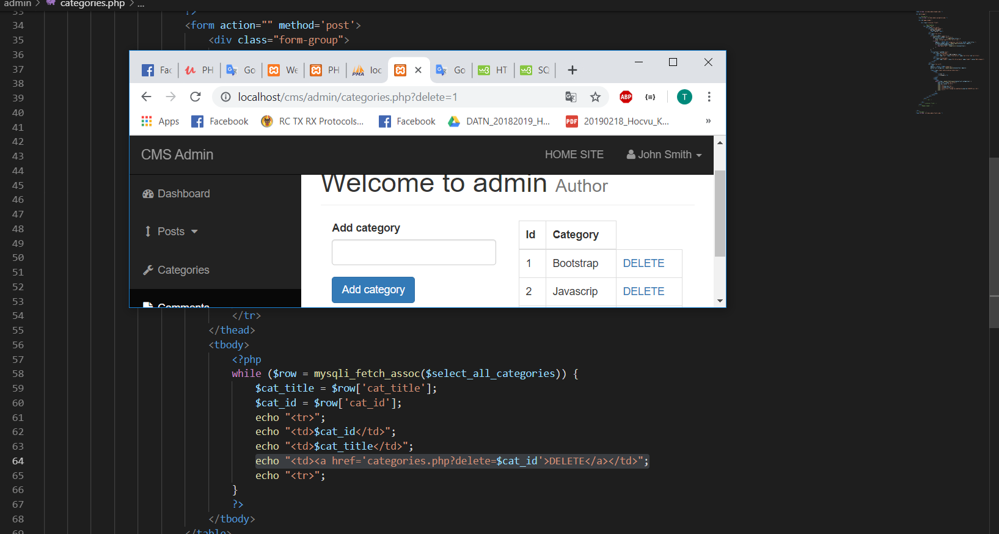 admin > categories.php > ...
33 ?>
34 <form action="" method='post'>
35 <div class="form-group">
36
37
38
39
40
41
42
43
44
45
46
47
48
49
50
51
52
53
Fac PH Go We PH loc Go HT SQ
localhost/cms/admin/categories.php?delete=1 ABP T
Apps Facebook RC TX RX Protocols... Facebook DATN_20182019_H... PDF 20190218_Hocvu_K... »
CMS Admin HOME SITE John Smith
Dashboard
Posts
Categories
Comments
Welcome to admin Author
Add category
Add category
Id Category
1 Bootstrap DELETE
2 Javascrip DELETE
54 </tr>
55 </thead>
56 <tbody>
57 <?php
58 while ($row = mysqli_fetch_assoc($select_all_categories)) {
59 $cat_title = $row['cat_title'];
60 $cat_id = $row['cat_id'];
61 echo "<tr>";
62 echo "<td>$cat_id</td>";
63 echo "<td>$cat_title</td>";
64 echo "<td><a href='categories.php?delete=$cat_id'>DELETE</a></td>";
65 echo "<tr>";
66 }
67 ?>
68 </tbody>
69 </table>